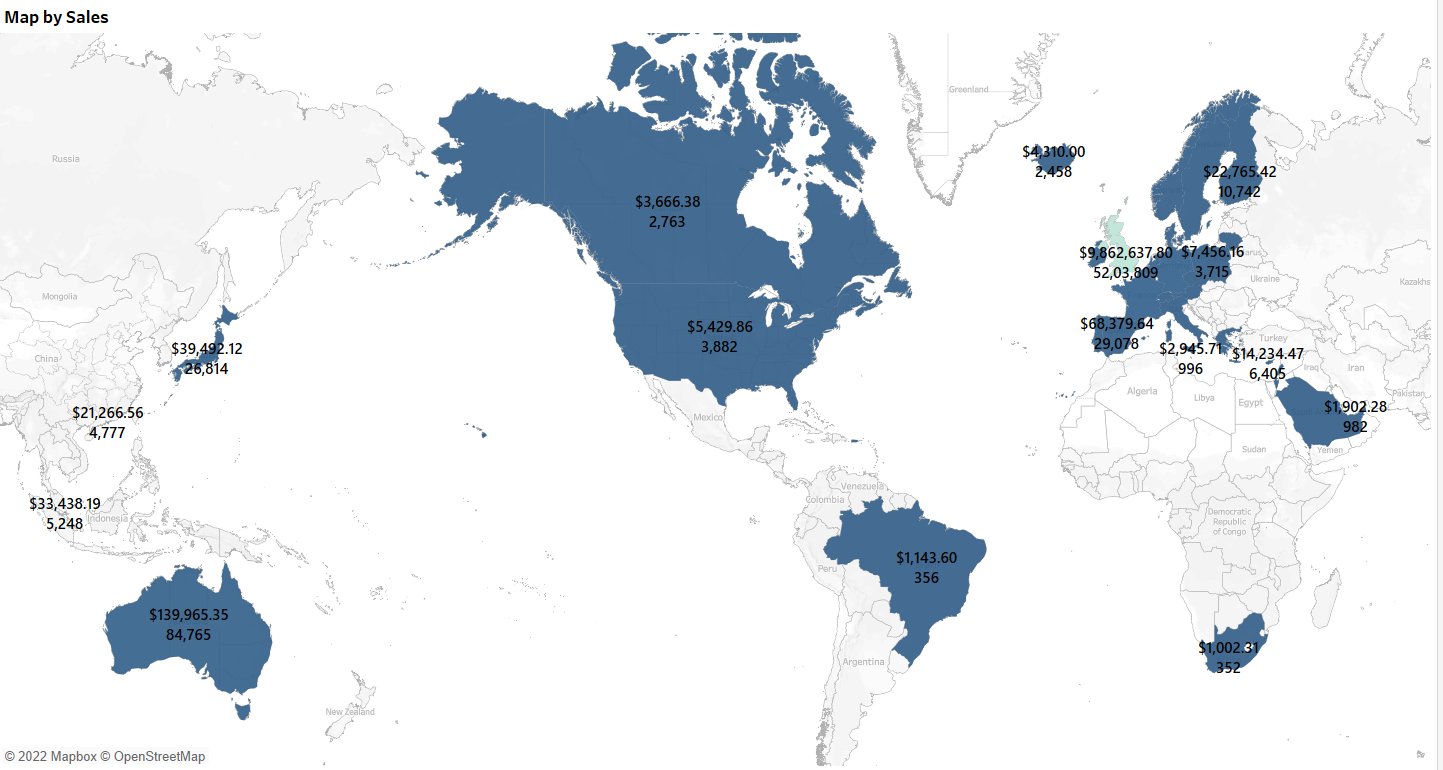 Map by Sales
Greenland
Russia
$4,310.00
2,458
$22,765.42
10,742
$3,666.38
2,763
$9,862,637.80
52,03,809
$7,456.16
3,715
arus
Ukraine
Kazakhs
Mongolia
$5,429.86
3,882
$68,379.64
29,078
$39,492.12
26,814
China
$2,945.71
996
Turkey
$14,234.47
6,405
Iraq
Iran
Algeria
Libya
Egypt
Pakistan
$21,266.56
4,777
Mexico
$1,902.28
982
Sudan
Yemen
Venezuela
Colombia
$33,438.19
5,248
Indonesia
Democratic
Republic
of Congo
$1,143.60
356
Peru
$139,965.35
84,765
$1,002.31
352
Argentina
New Zealand
© 2022 Mapbox © OpenStreetMap